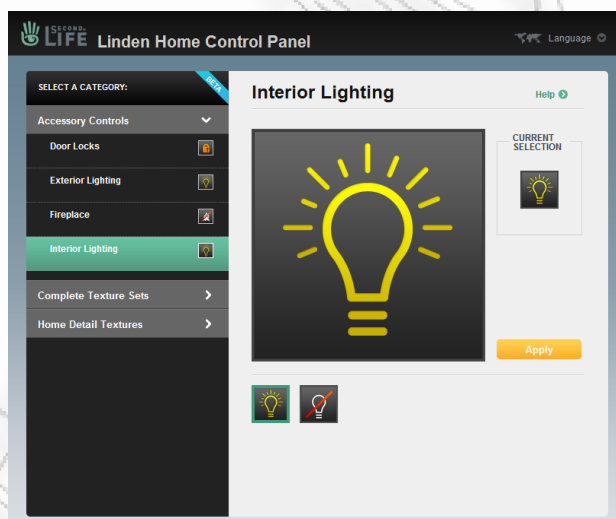 SECOND LIFE Linden Home Control Panel
Language
SELECT A CATEGORY:
BETA
Accessory Controls
Door Locks
Exterior Lighting
Fireplace
Interior Lighting
Complete Texture Sets
Home Detail Textures
Interior Lighting
Help
CURRENT
SELECTION
Apply